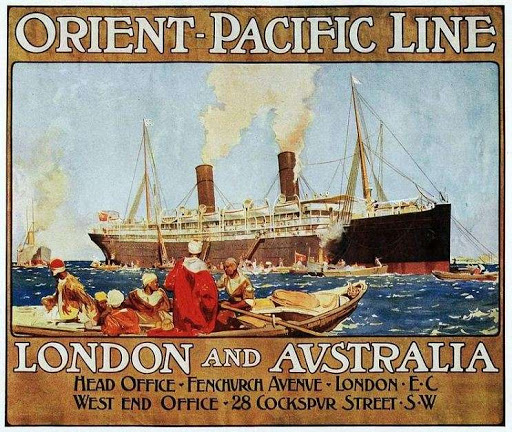 ORIENT-PACIFIC LINE
LONDON AND AVSTRALIA
HEAD OFFICE · FENCHVRCH AVENVE · LONDON · E.C
WEST END OFFICE · 28 COCKSPVR STREET · S.W